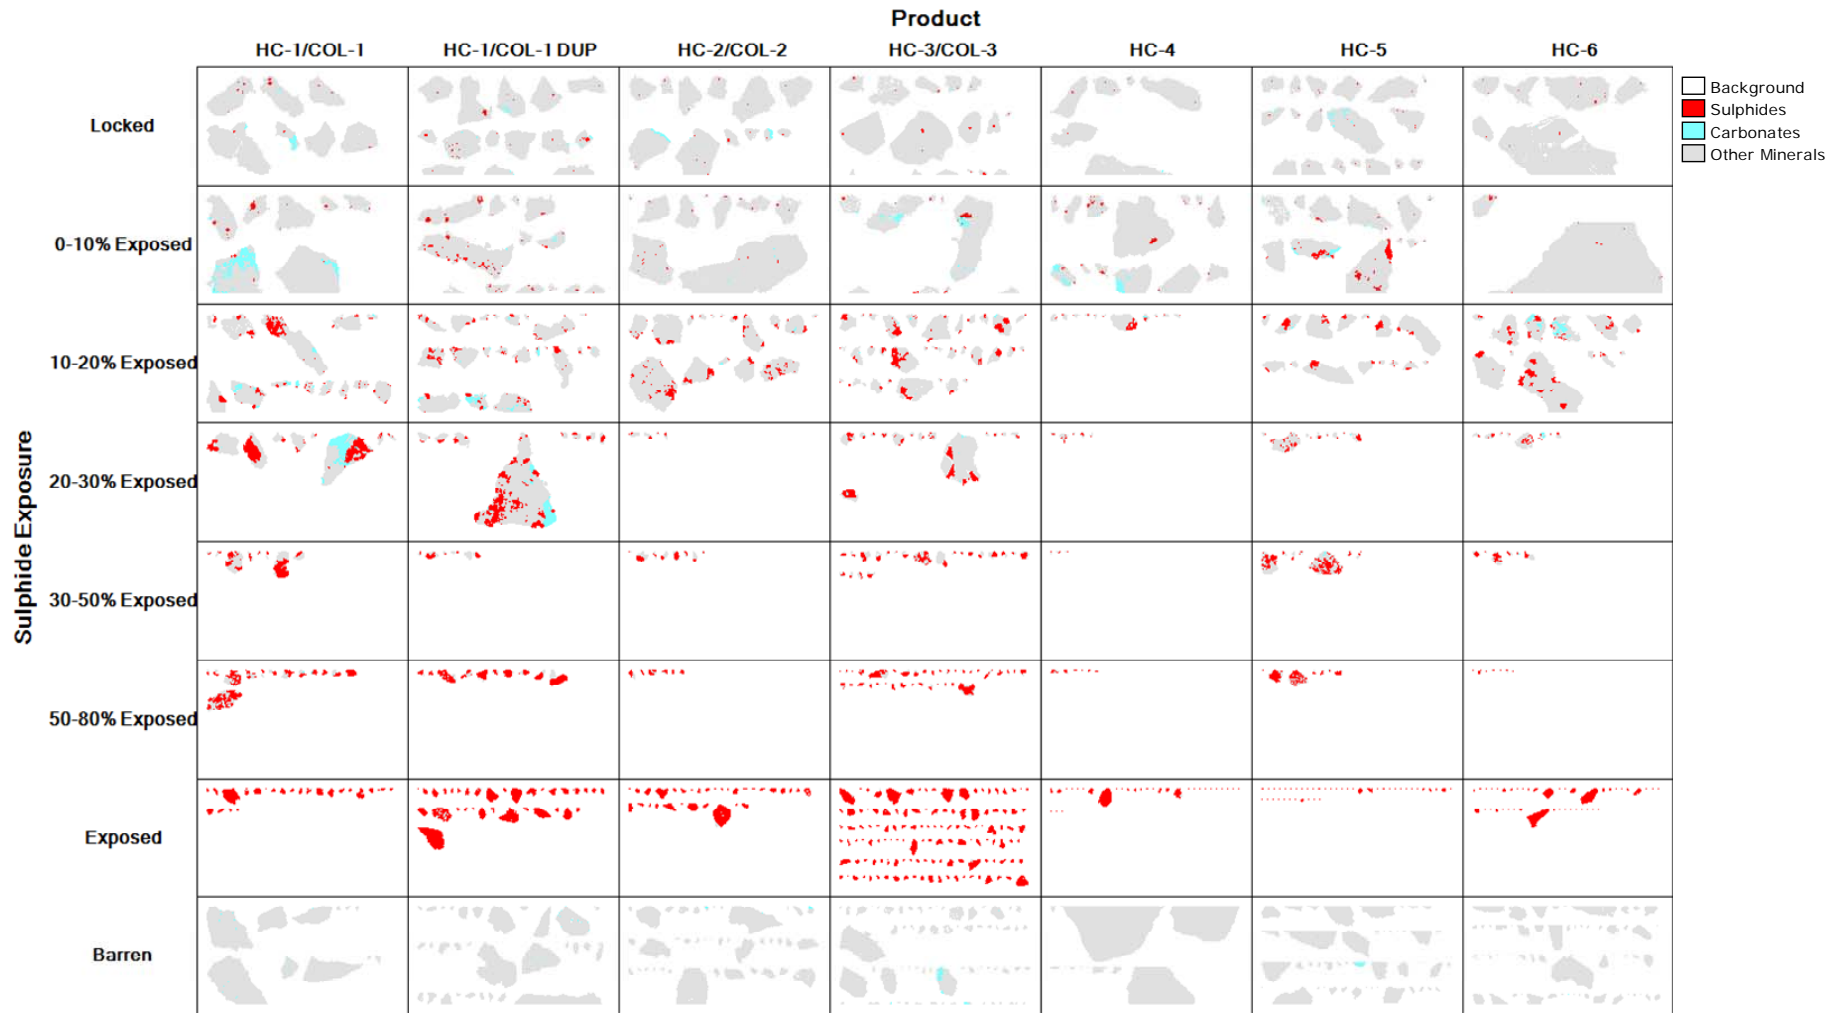 Product
HC-1/COL-1
HC-1/COL-1 DUP
HC-2/COL-2
HC-3/COL-3
HC-4
HC-5
HC-6
Background
Sulphides
Carbonates
Other Minerals
Sulphide Exposure
Locked
0-10% Exposed
10-20% Exposed
20-30% Exposed
30-50% Exposed
50-80% Exposed
Exposed
Barren